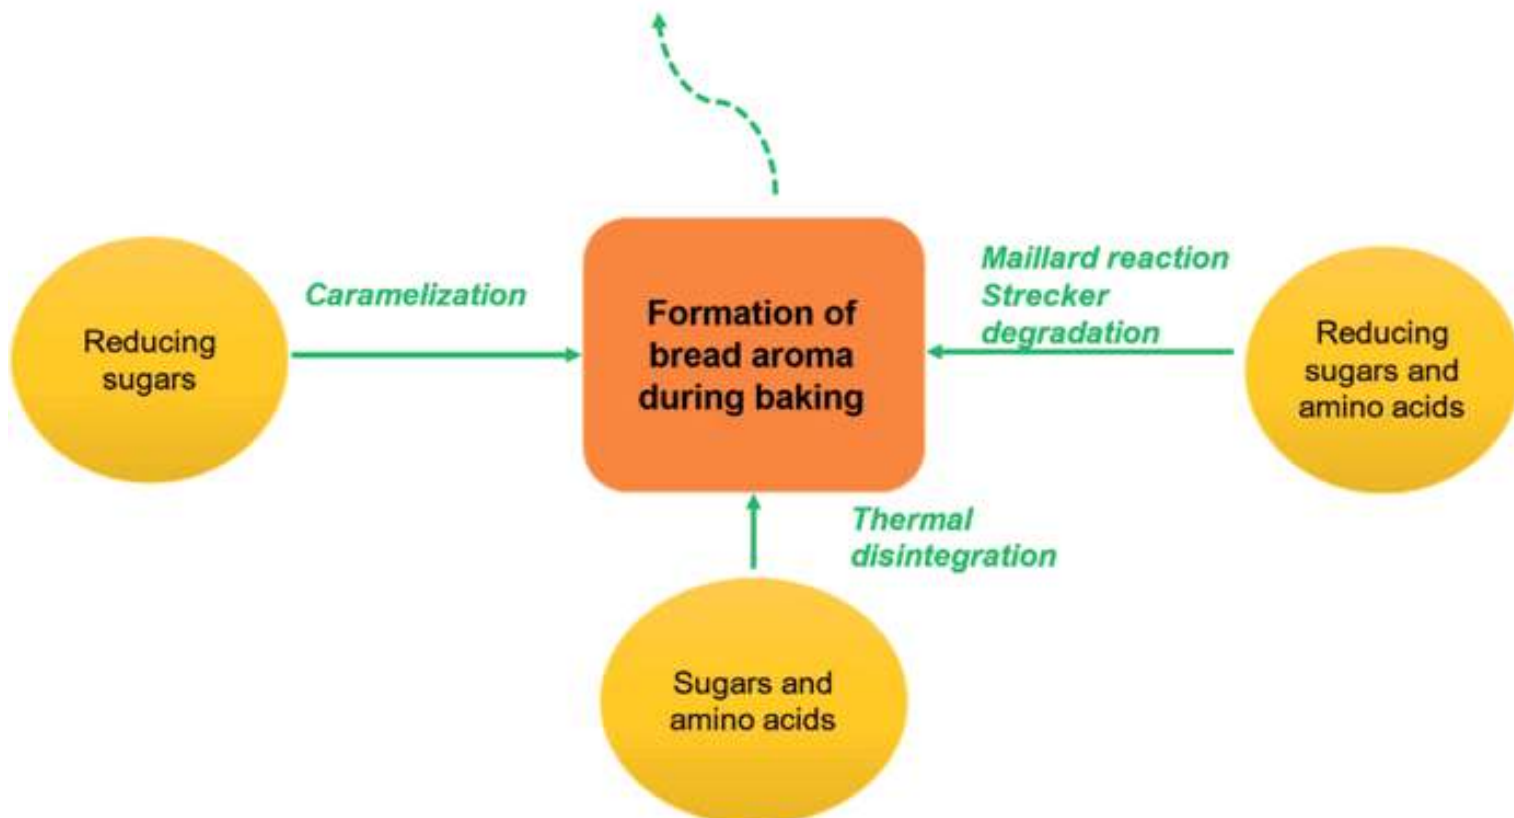 Caramelization
Reducing
sugars
Formation of
bread aroma
during baking
Maillard reaction
Strecker
degradation
Reducing
sugars and
amino acids
Thermal
disintegration
Sugars and
amino acids